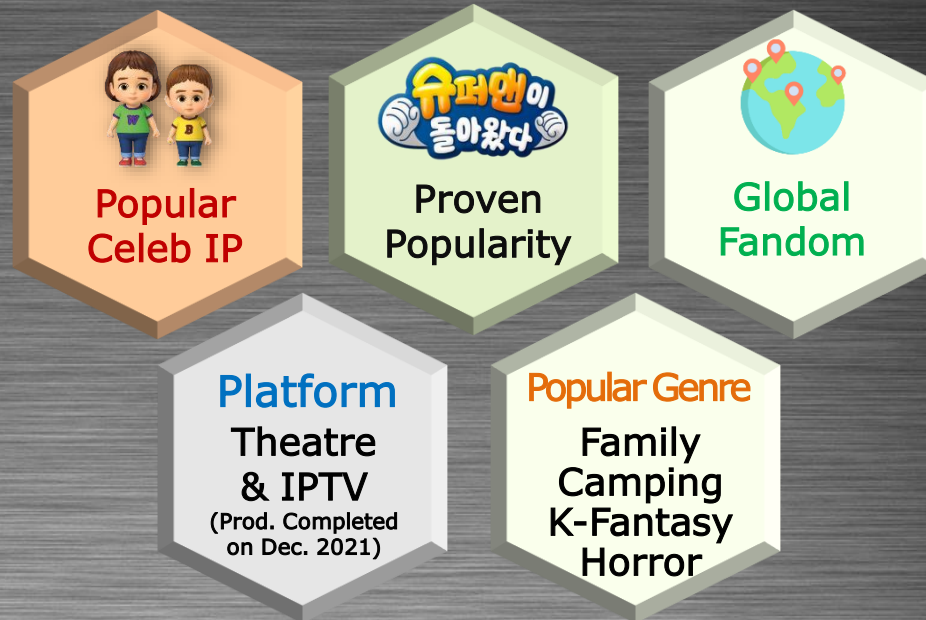 W
B
Popular
Celeb IP
슈퍼맨이
돌아왔다
Proven
Popularity
Global
Fandom
Platform
Theatre
& IPTV
(Prod. Completed
on Dec. 2021)
Popular Genre
Family
Camping
K-Fantasy
Horror